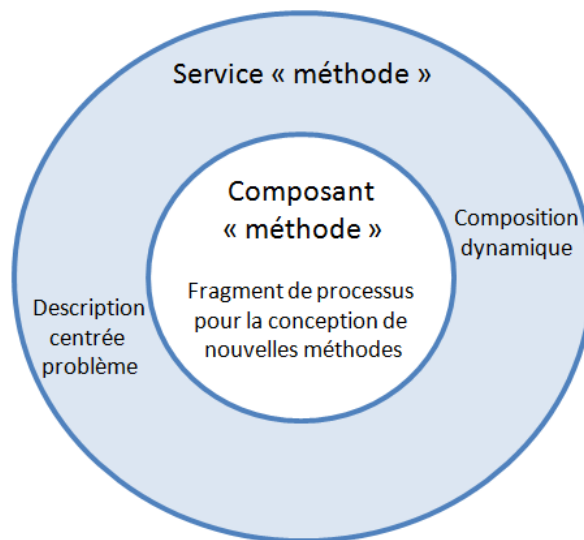 Service « méthode »
Composant
« méthode »
Fragment de processus
pour la conception de
nouvelles méthodes
Composition
dynamique
Description
centrée
problème